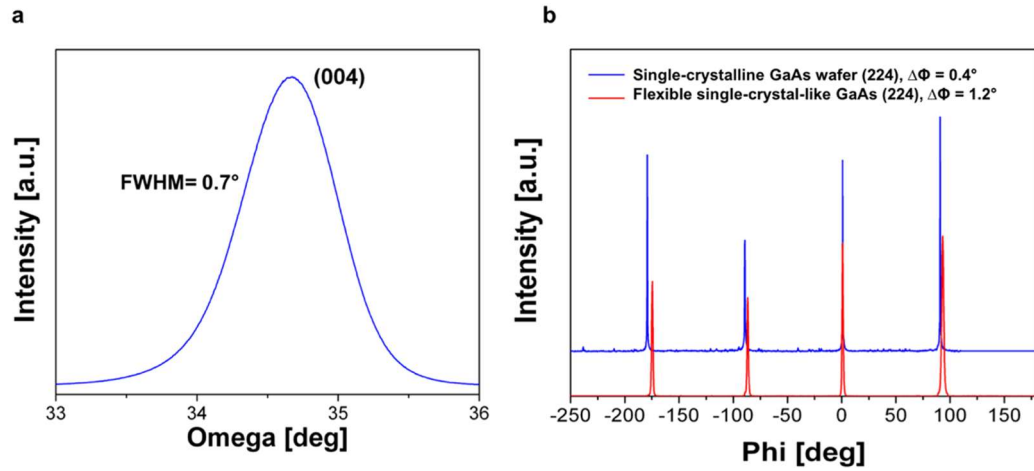 a
(004)
FWHM= 0.7°
Intensity [a.u.]
33 34 35 36
Omega [deg]
b
Single-crystalline GaAs wafer (224), ΔΦ = 0.4°
Flexible single-crystal-like GaAs (224), ΔΦ = 1.2°
Intensity [a.u.]
-250 -200 -150 -100 -50 0 50 100 150
Phi [deg]